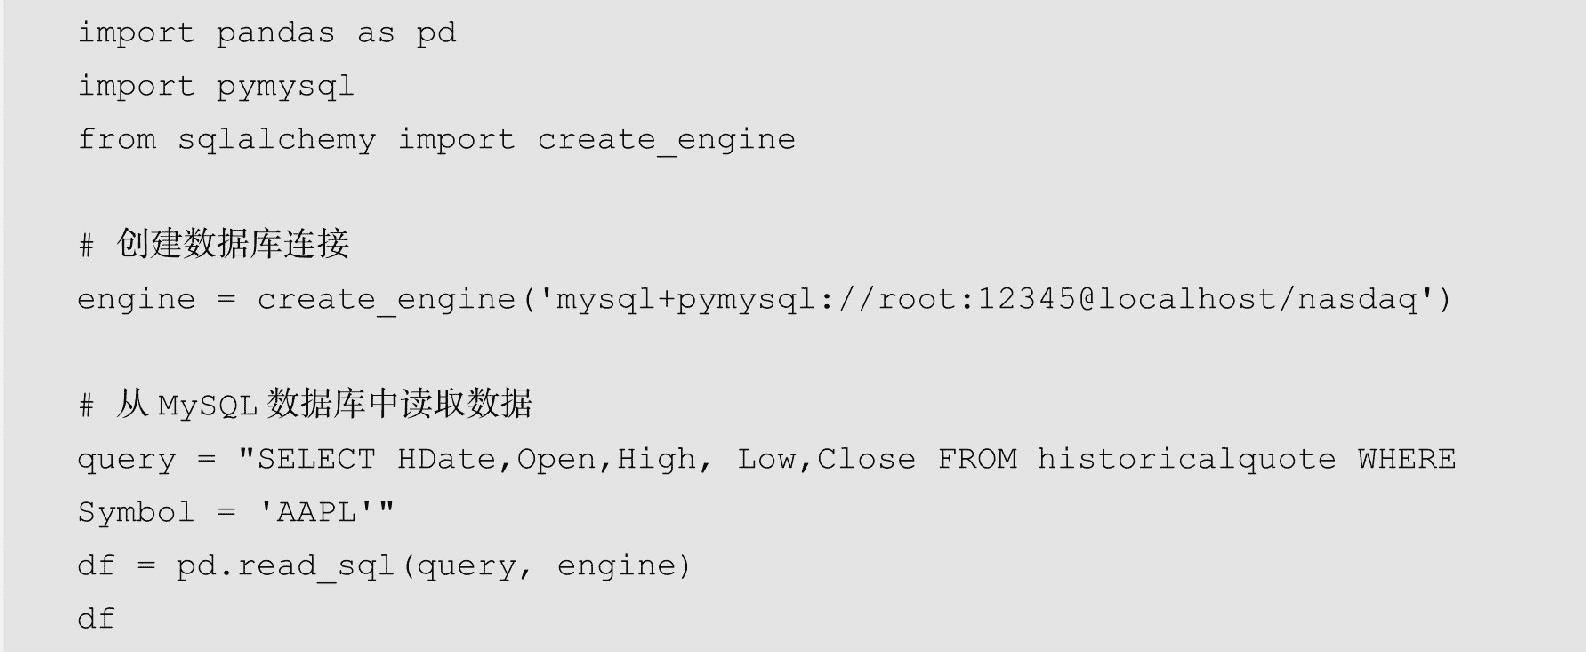 import pandas as pd
import pymysql
from sqlalchemy import create_engine
# 创建数据库连接
engine = create_engine('mysql+pymysql://root:12345@localhost/nasdaq')
# 从 MySQL 数据库中读取数据
query = "SELECT HDate,Open,High, Low,Close FROM historicalquote WHERE
Symbol = 'AAPL'"
df = pd.read_sql(query, engine)
df